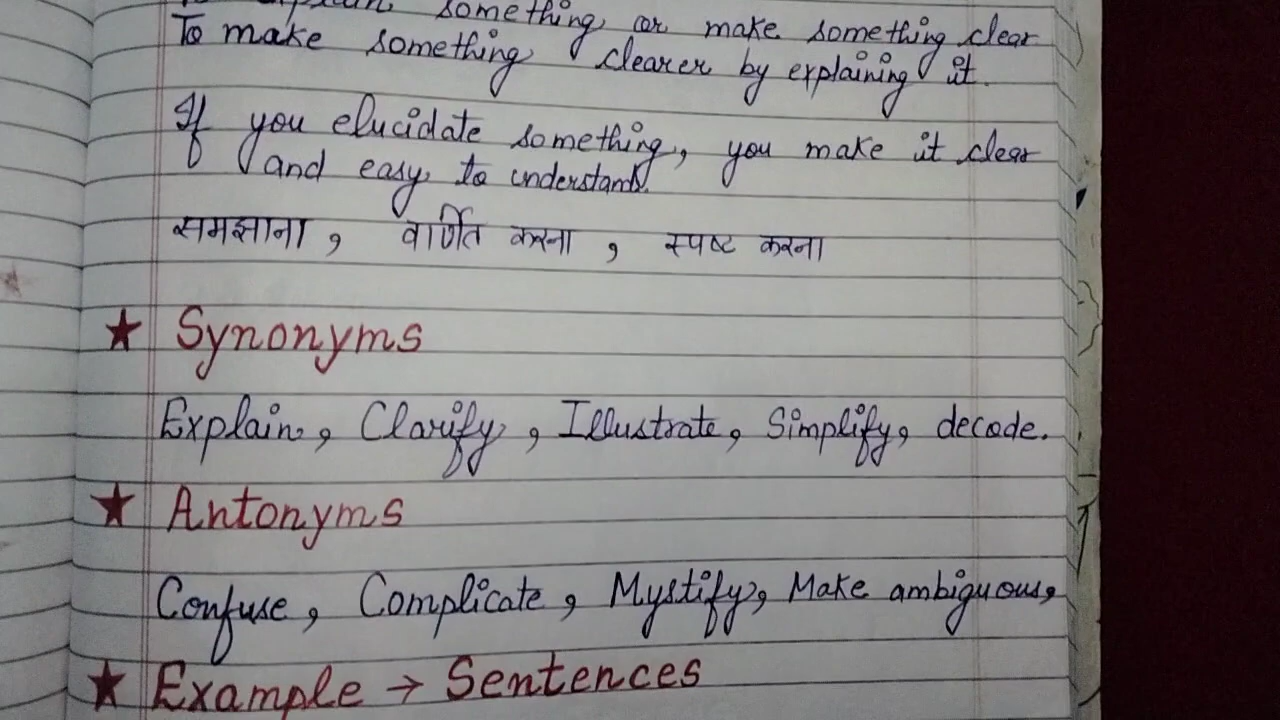 something or make something clear
To make something clearer by explaining it.
If you elucidate something, you make it clear
and easy to understand.
समझाना , वार्णित करना , स्पष्ट करना
★ Synonyms
Explain, Clarify, Illustrate, Simplify, decode.
★ Antonyms
Confuse, Complicate, Mystify, Make ambiguous,
★ Example → Sentences